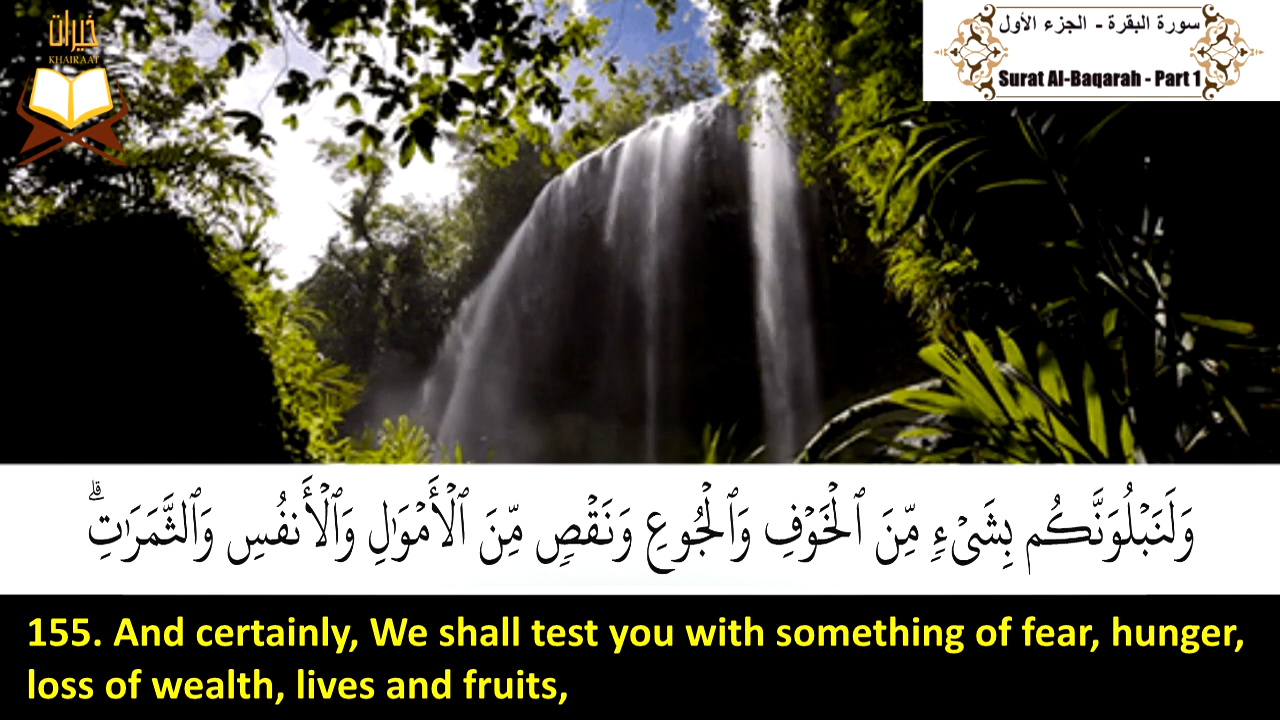 خيرات
KHAIRAAT
سورة البقرة - الجزء الأول
Surat Al-Baqarah - Part 1
وَلَنَبْلُوَنَّكُم بِشَىْءٍ مِّنَ ٱلْخَوْفِ وَٱلْجُوعِ وَنَقْصٍ مِّنَ ٱلْأَمْوَٰلِ وَٱلْأَنفُسِ وَٱلثَّمَرَٰتِ ۗ
155. And certainly, We shall test you with something of fear, hunger,
loss of wealth, lives and fruits,